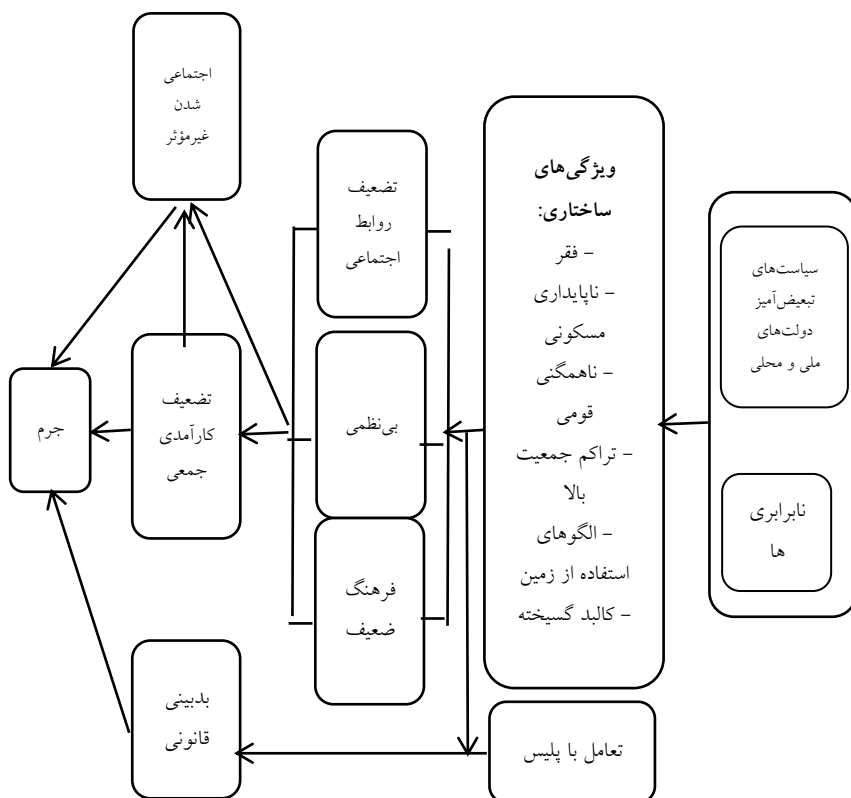 سیاست‌های
تبعیض‌آمیز
دولت‌های
ملی و محلی
نابرابری
ها
ویژگی‌های
ساختاری:
– فقر
– ناپایداری
مسکونی
– ناهمگنی
قومی
– تراکم جمعیت
بالا
– الگوهای
استفاده از زمین
– کالبد گسیخته
تعامل با پلیس
تضعیف
روابط
اجتماعی
بی‌نظمی
فرهنگ
ضعیف
اجتماعی
شدن
غیرمؤثر
تضعیف
کارآمدی
جمعی
بدبینی
قانونی
جرم